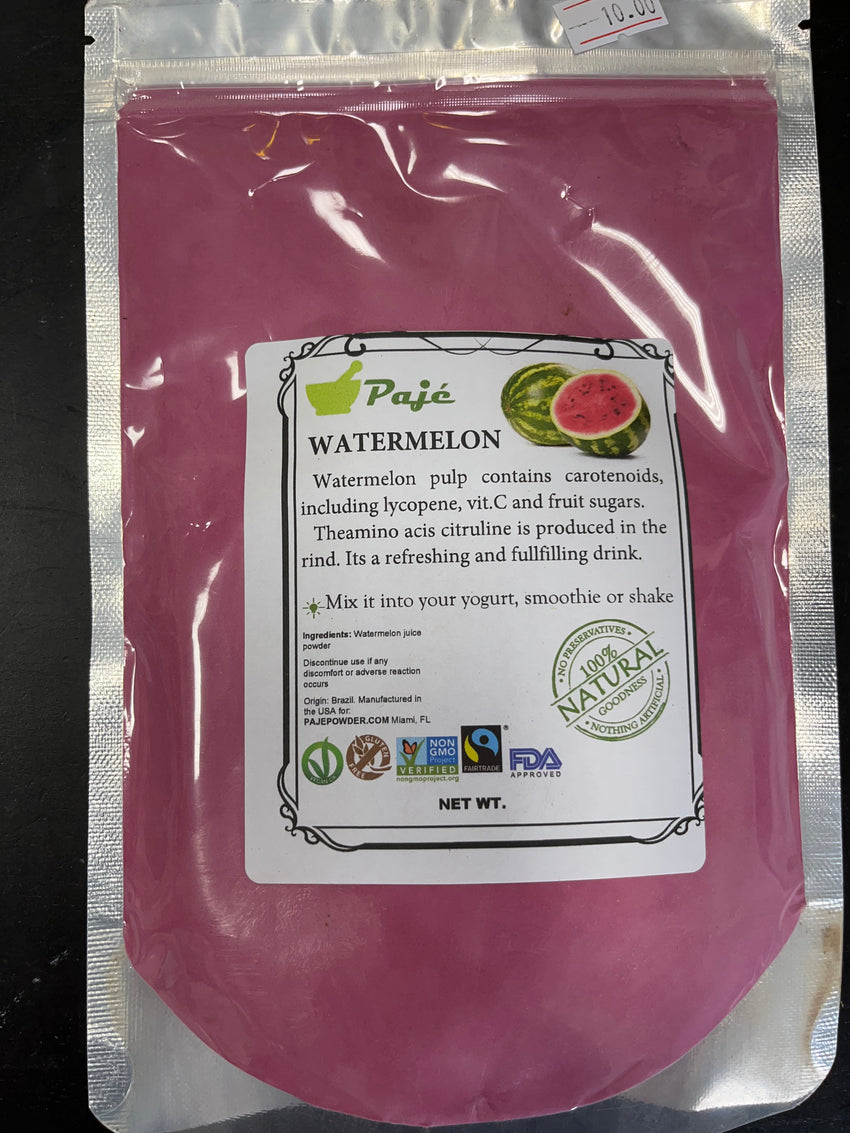 10.00
Pajé
WATERMELON
Watermelon pulp contains carotenoids,
including lycopene, vit.C and fruit sugars.
Theamino acis citruline is produced in the
rind. Its a refreshing and fullfilling drink.
Mix it into your yogurt, smoothie or shake
Ingredients: Watermelon juice
powder
Discontinue use if any
discomfort or adverse reaction
occurs
Origin: Brazil. Manufactured in
the USA for:
PAJEPOWDER.COM Miami, FL
• NO PRESERVATIVES •
100%
NATURAL
GOODNESS
• NOTHING ARTIFICIAL •
GLUTEN
FREE
NON
GMO
Project
VERIFIED
nongmoproject.org
FAIRTRADE
®
FDA
APPROVED
NET WT.